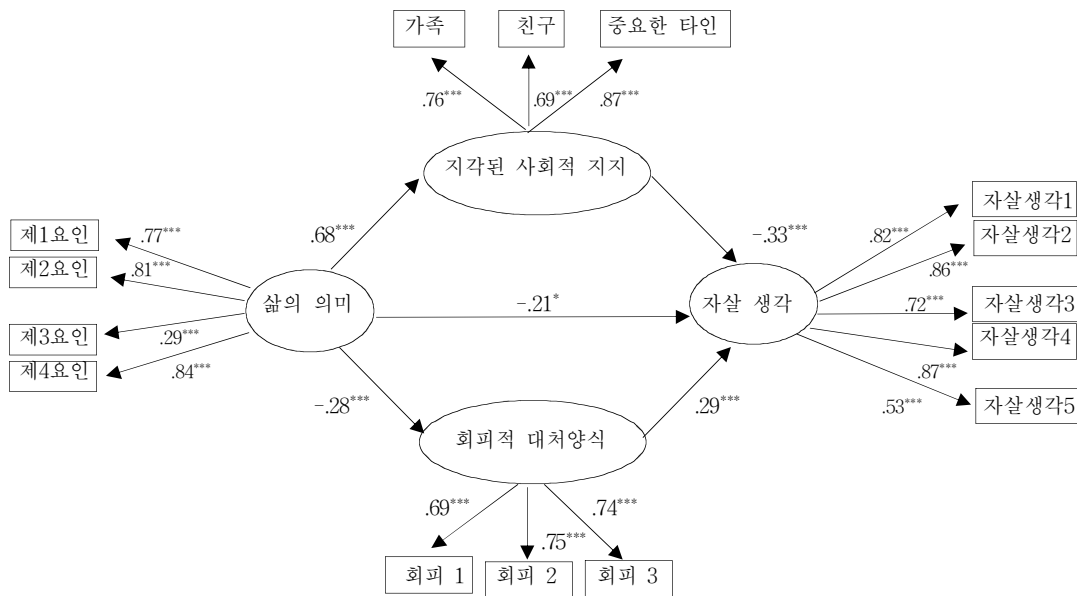 가족 친구 중요한 타인
.76*** .69*** .87***
지각된 사회적 지지
제1요인 .77***
제2요인 .81***
제3요인 .29***
제4요인 .84***
.68***
-.33***
삶의 의미
-.21*
자살 생각
.82*** 자살생각1
.86*** 자살생각2
.72*** 자살생각3
.87*** 자살생각4
.53*** 자살생각5
-.28***
.29***
회피적 대처양식
.69*** .75*** .74***
회피 1 회피 2 회피 3